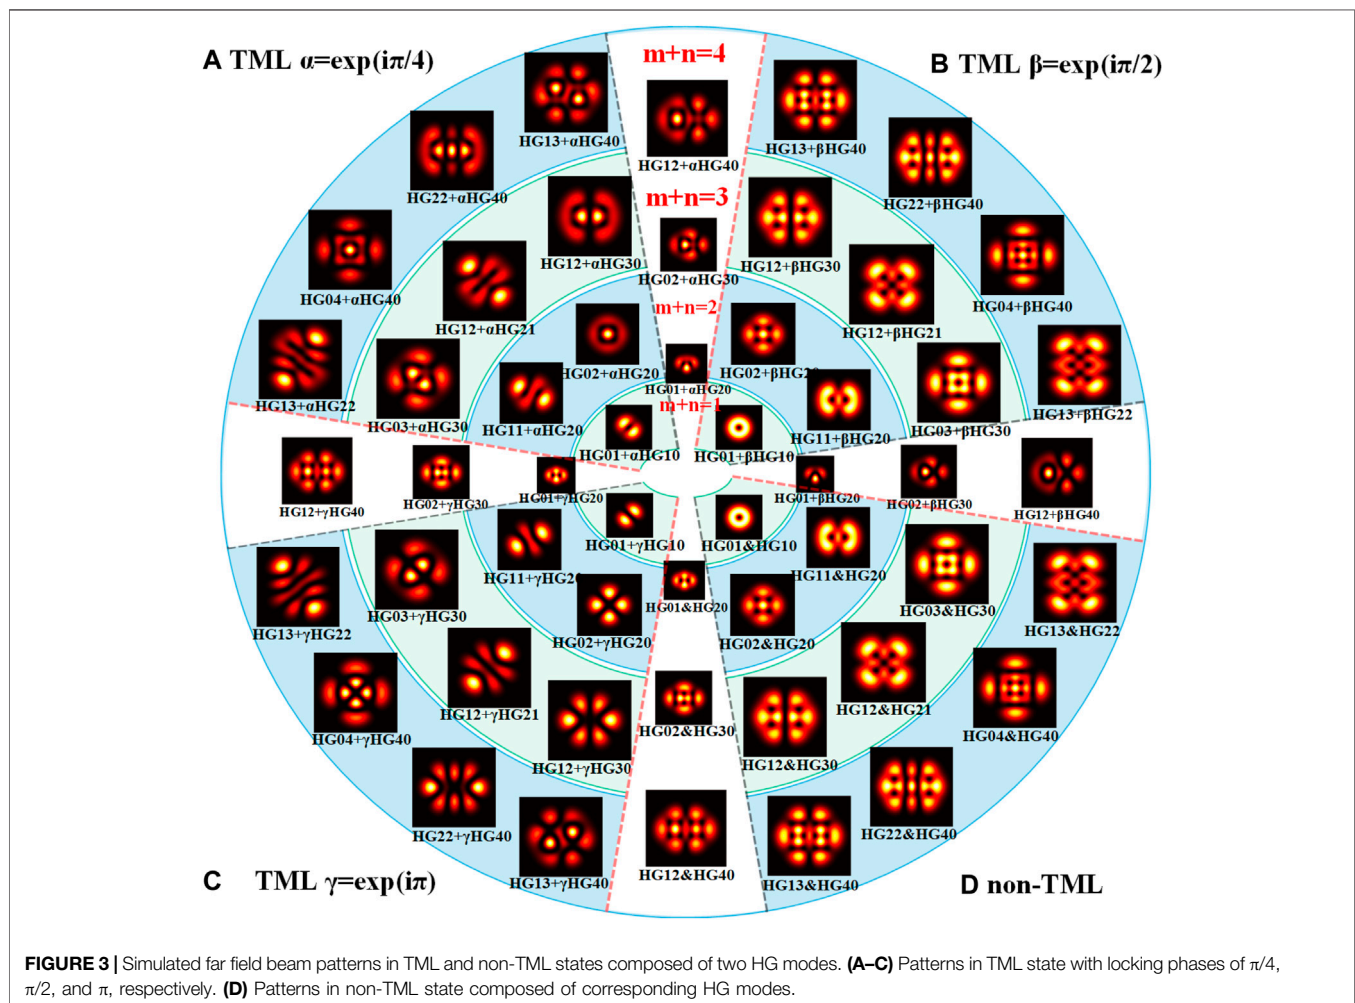 A TML α=exp(iπ/4)
m+n=4
B TML β=exp(iπ/2)
HG13+αHG40
HG12+αHG40
HG13+βHG40
HG22+αHG40
HG22+βHG40
m+n=3
HG04+αHG40
HG12+αHG30
HG02+αHG30
HG12+βHG30
HG04+βHG40
HG12+αHG21
HG12+βHG21
m+n=2
HG13+αHG22
HG03+αHG30
HG02+αHG20
HG11+αHG20
HG01+αHG20
HG02+βHG20
HG11+βHG20
HG03+βHG30
HG13+βHG22
m+n=1
HG01+αHG10
HG01+βHG10
HG12+γHG40
HG02+γHG30
HG01+γHG20
HG01+βHG20
HG02+βHG30
HG12+βHG40
HG01+γHG10
HG01&HG10
HG13+γHG22
HG03+γHG30
HG11+γHG20
HG02+γHG20
HG01&HG20
HG02&HG20
HG11&HG20
HG03&HG30
HG13&HG22
HG12+γHG21
HG12&HG21
HG04+γHG40
HG12+γHG30
HG02&HG30
HG12&HG30
HG04&HG40
HG22+γHG40
HG22&HG40
HG13+γHG40
HG12&HG40
HG13&HG40
C TML γ=exp(iπ)
D non-TML
FIGURE 3 | Simulated far field beam patterns in TML and non-TML states composed of two HG modes. (A–C) Patterns in TML state with locking phases of π/4,
π/2, and π, respectively. (D) Patterns in non-TML state composed of corresponding HG modes.